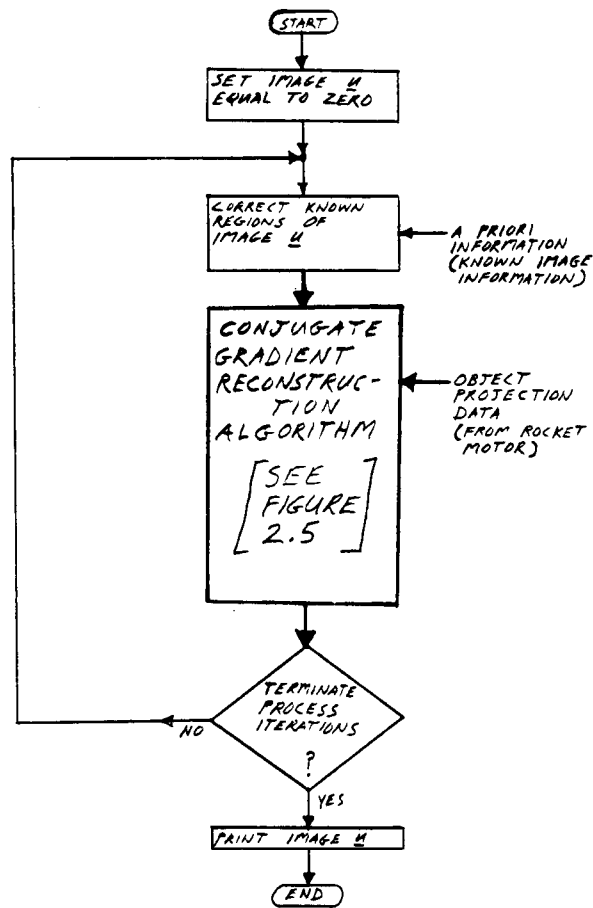 START
SET IMAGE u
EQUAL TO ZERO
CORRECT KNOWN
REGIONS OF
IMAGE u
A PRIORI
INFORMATION
(KNOWN IMAGE
INFORMATION)
CONJUGATE
GRADIENT
RECONSTRUC-
TION
ALGORITHM
[SEE
FIGURE
2.5]
OBJECT
PROJECTION
DATA
(FROM ROCKET
MOTOR)
TERMINATE
PROCESS
ITERATIONS
?
NO
YES
PRINT IMAGE u
END